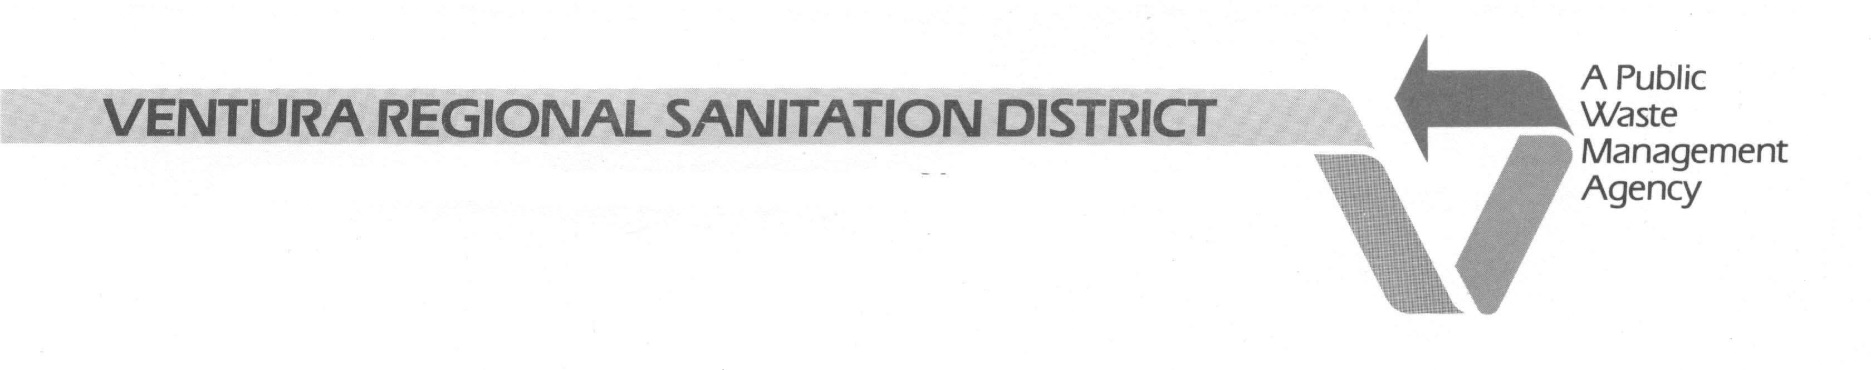 VENTURA REGIONAL SANITATION DISTRICT
A Public
Waste
Management
Agency